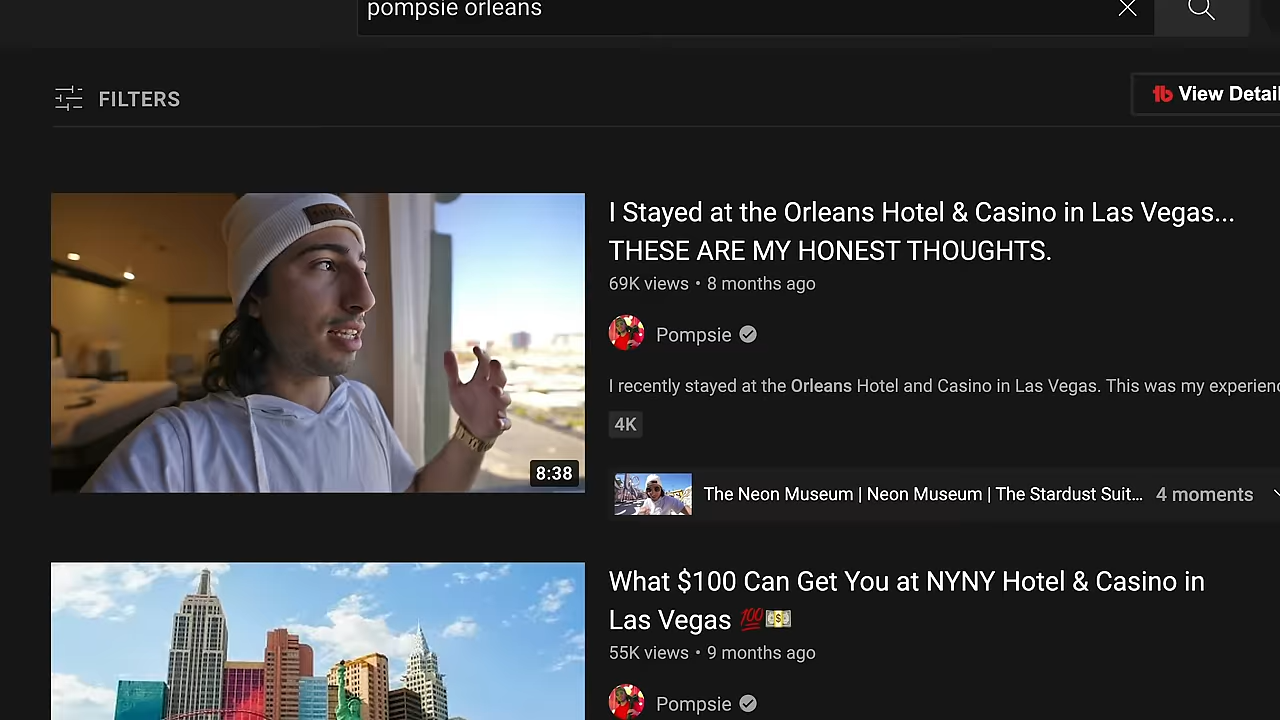 pompsie orleans
FILTERS
View Detail
I Stayed at the Orleans Hotel & Casino in Las Vegas...
THESE ARE MY HONEST THOUGHTS.
69K views • 8 months ago
Pompsie
I recently stayed at the Orleans Hotel and Casino in Las Vegas. This was my experienc
4K
8:38
The Neon Museum | Neon Museum | The Stardust Suit... 4 moments
What $100 Can Get You at NYNY Hotel & Casino in
Las Vegas 💯💵
55K views • 9 months ago
Pompsie